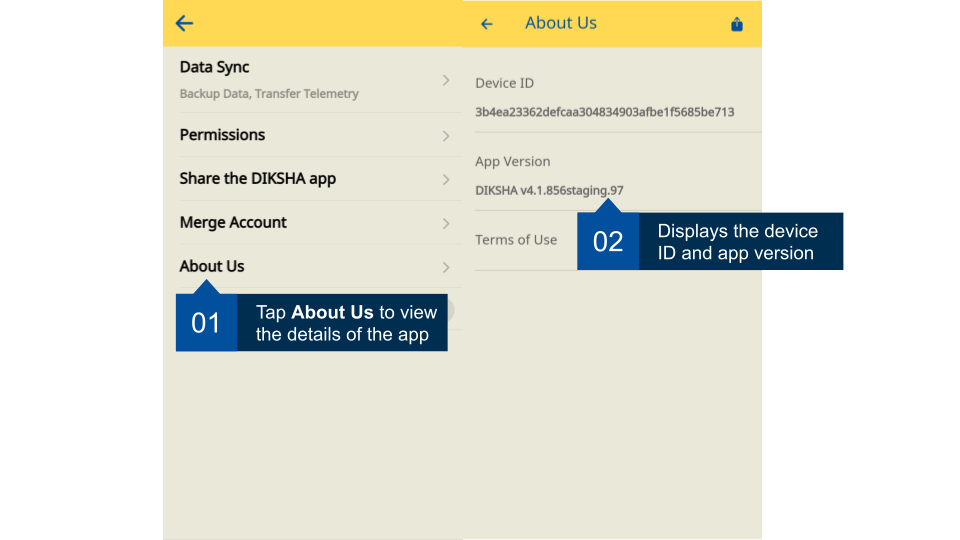 Data Sync
Backup Data, Transfer Telemetry
Permissions
Share the DIKSHA app
Merge Account
About Us
01
Tap About Us to view
the details of the app
About Us
Device ID
3b4ea23362defcaa304834903afbe1f5685be713
App Version
DIKSHA v4.1.856staging.97
Terms of Use
02
Displays the device
ID and app version